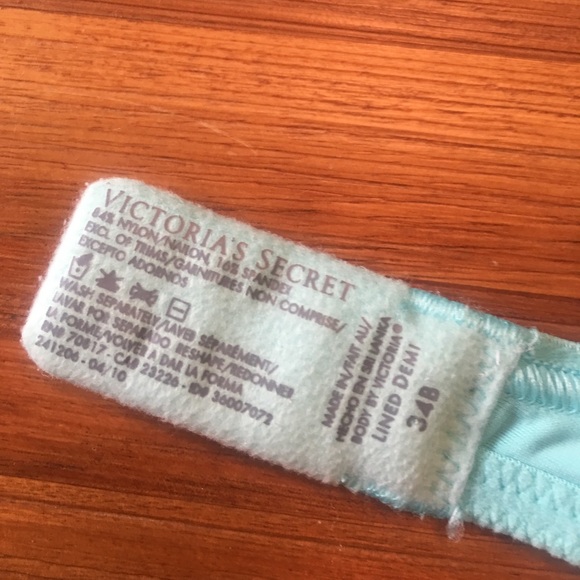 VICTORIA'S SECRET
84% NYLON/NAILON, 16% SPANDEX
EXCL OF TRIMS/GARNITURES NON COMPRISE/
EXCEPTO ADORNOS
WASH SEPARATELY/LAVER SÉPARÉMENT/
LAVAR POR SEPARADO RESHAPE/REDONNER
LA FORME/VOLVER A DAR LA FORMA
RN# 70817 - CA# 23226 - RN 36007072
241206 - 04/10
MADE IN/FAIT AU/
HECHO EN SRI LANKA
BODY BY VICTORIA®
LINED DEMI
34B